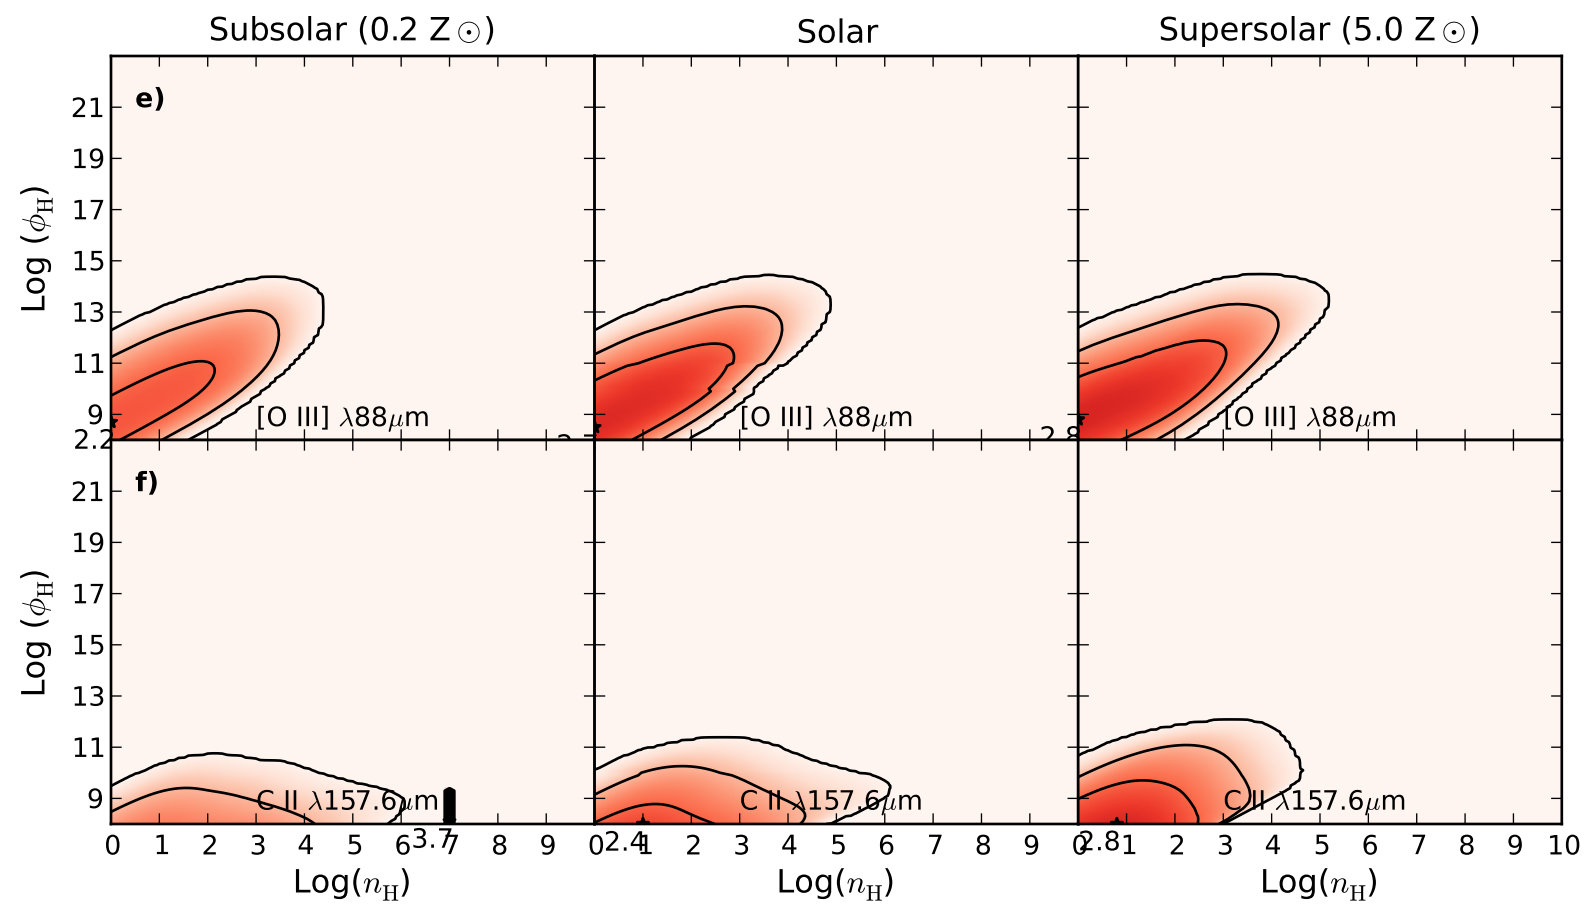 Subsolar (0.2 Z☉) Solar Supersolar (5.0 Z☉)
e)
21
19
17
15
13
11
9
Log (ϕH)
[O III] λ88μm [O III] λ88μm [O III] λ88μm
2.2 2.8
f)
21
19
17
15
13
11
9
Log (ϕH)
C II λ157.6μm C II λ157.6μm C II λ157.6μm
3.7 2.4 2.8
0 1 2 3 4 5 6 7 8 9 0 1 2 3 4 5 6 7 8 9 0 1 2 3 4 5 6 7 8 9 10
Log(nH) Log(nH) Log(nH)